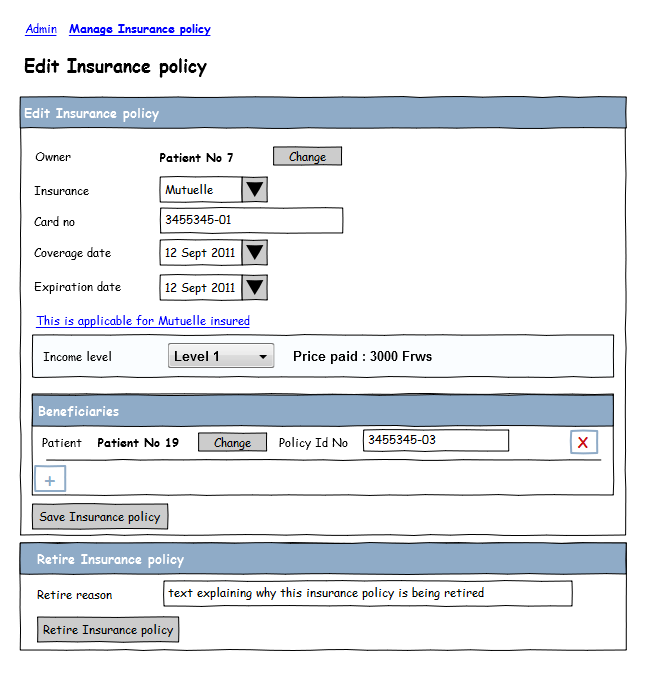 Admin Manage Insurance policy
Edit Insurance policy
Edit Insurance policy
Owner Patient No 7 Change
Insurance Mutuelle
Card no 3455345-01
Coverage date 12 Sept 2011
Expiration date 12 Sept 2011
This is applicable for Mutuelle insured
Income level Level 1 Price paid : 3000 Frws
Beneficiaries
Patient Patient No 19 Change Policy Id No 3455345-03 X
+
Save Insurance policy
Retire Insurance policy
Retire reason text explaining why this insurance policy is being retired
Retire Insurance policy